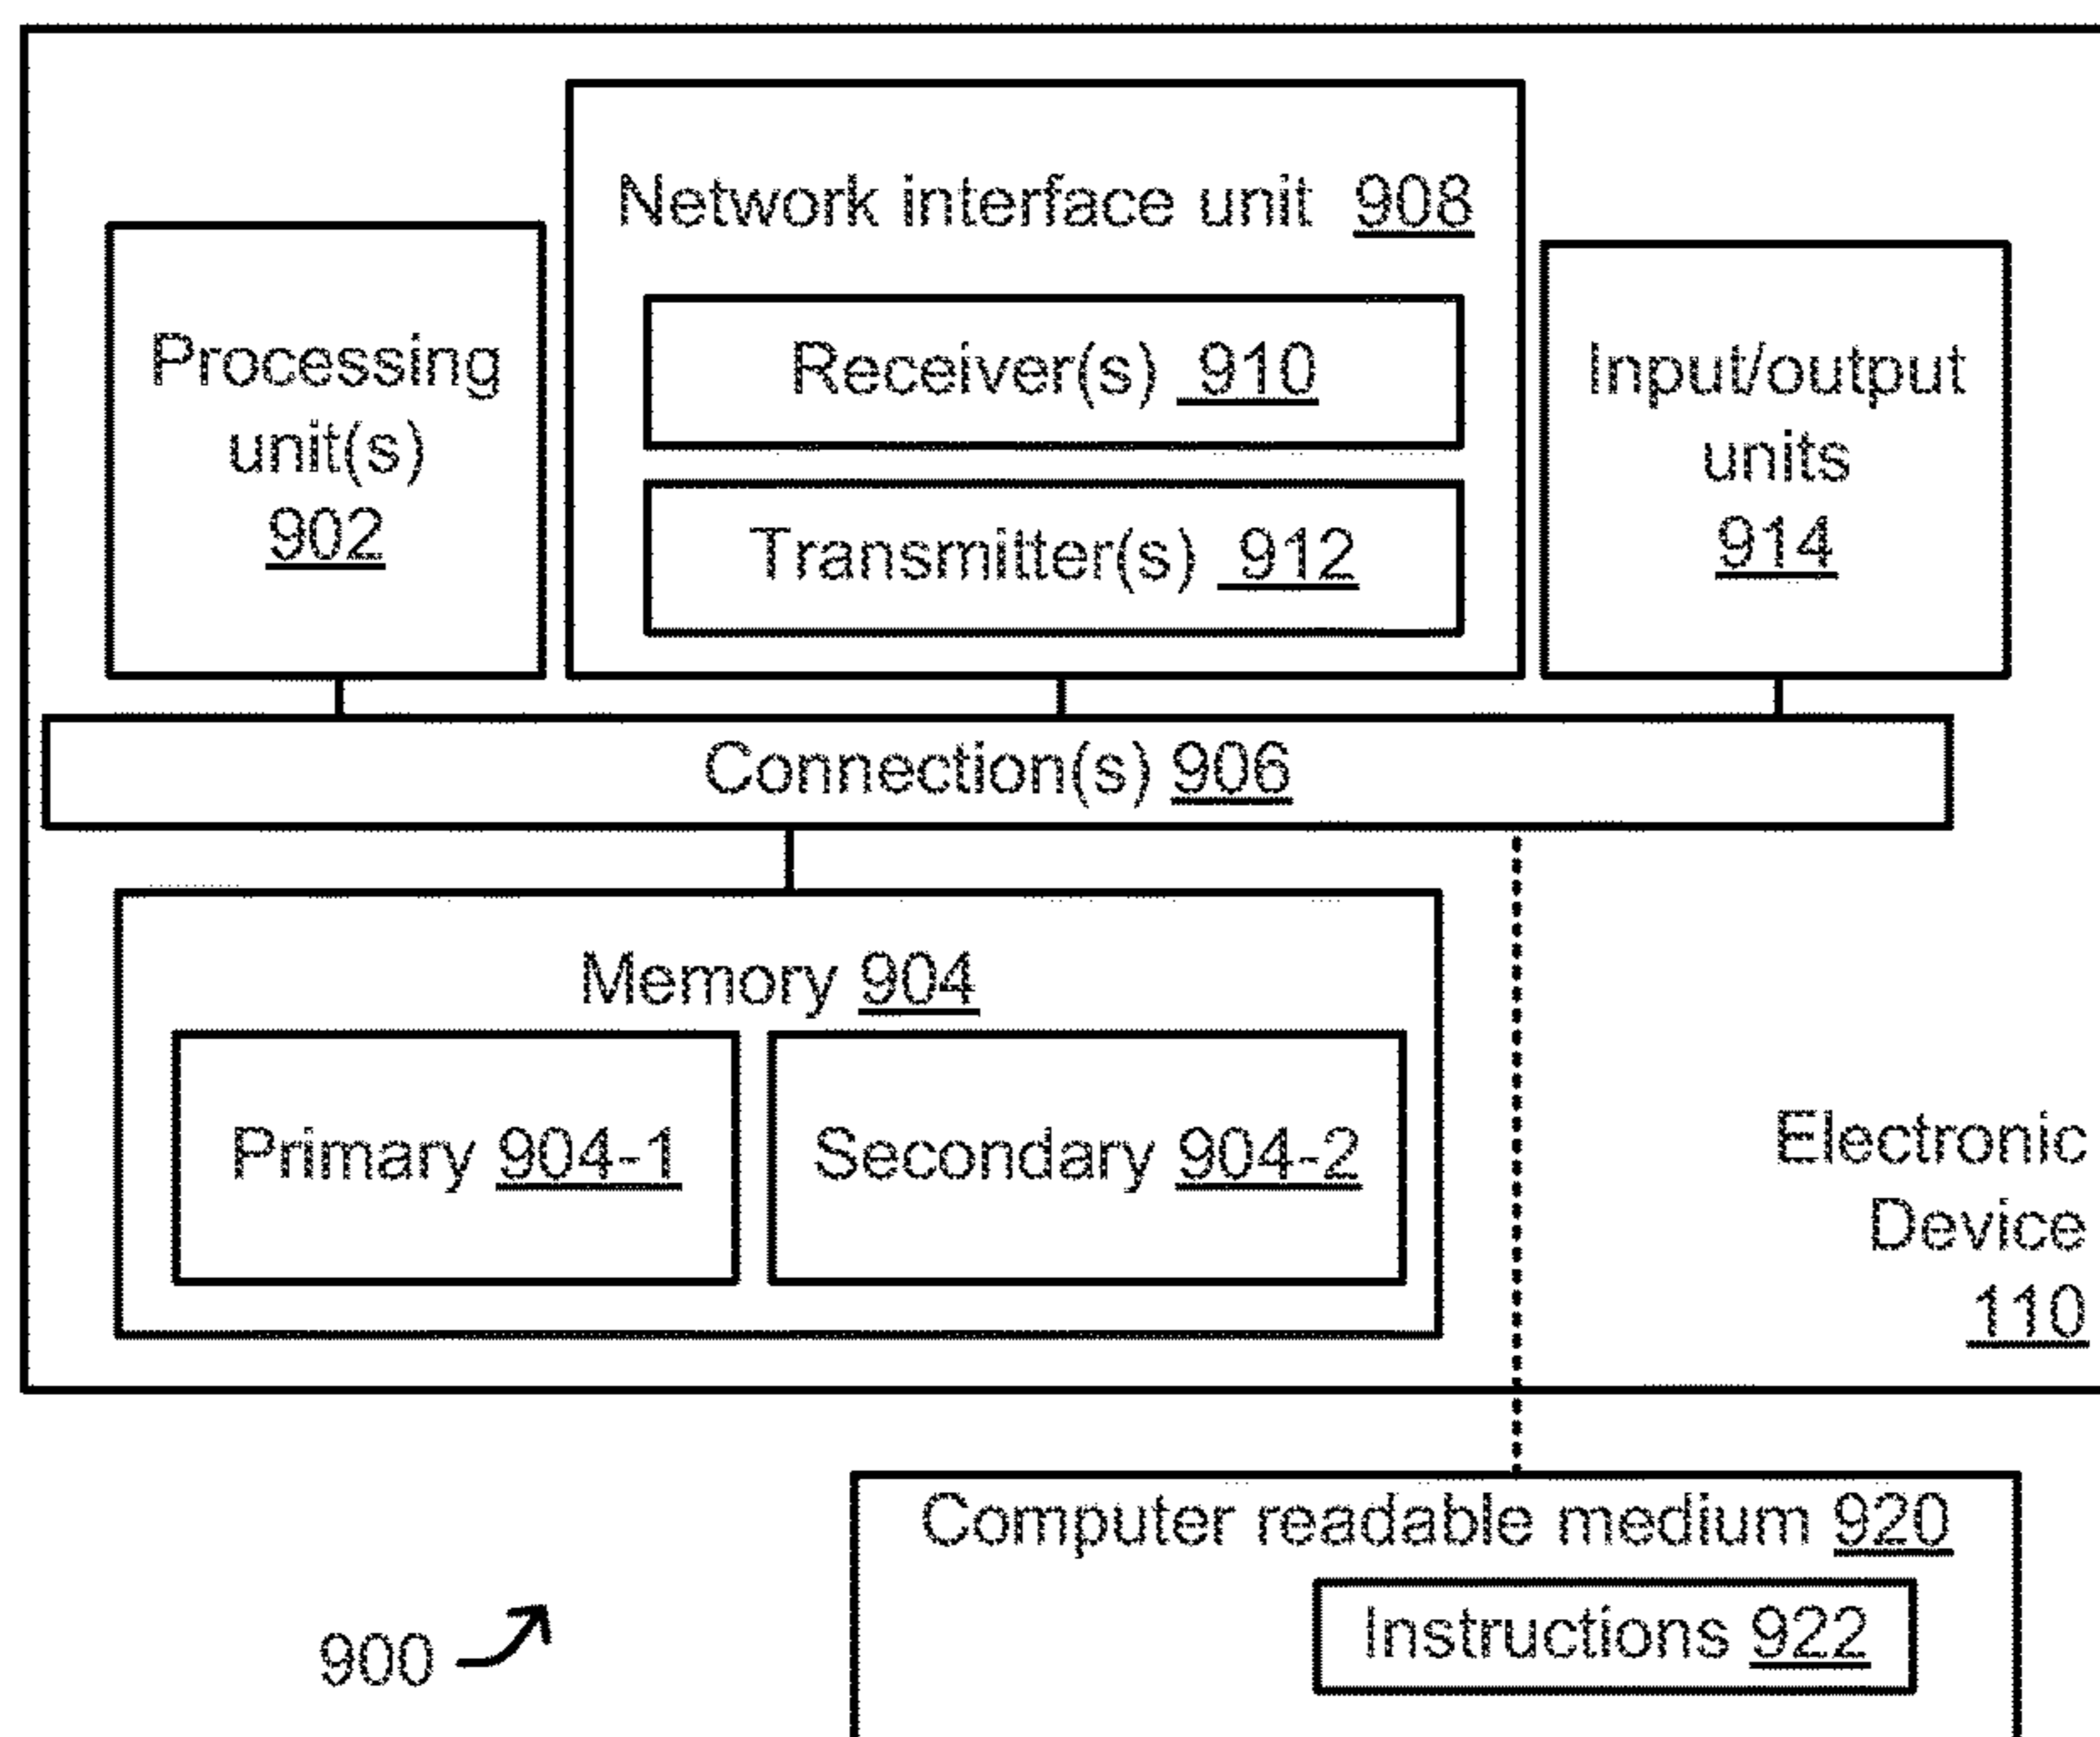 Network interface unit 908
Processing
unit(s)
902
Receiver(s) 910
Transmitter(s) 912
Input/output
units
914
Connection(s) 906
Memory 904
Primary 904-1
Secondary 904-2
Electronic
Device
110
Computer readable medium 920
Instructions 922
900